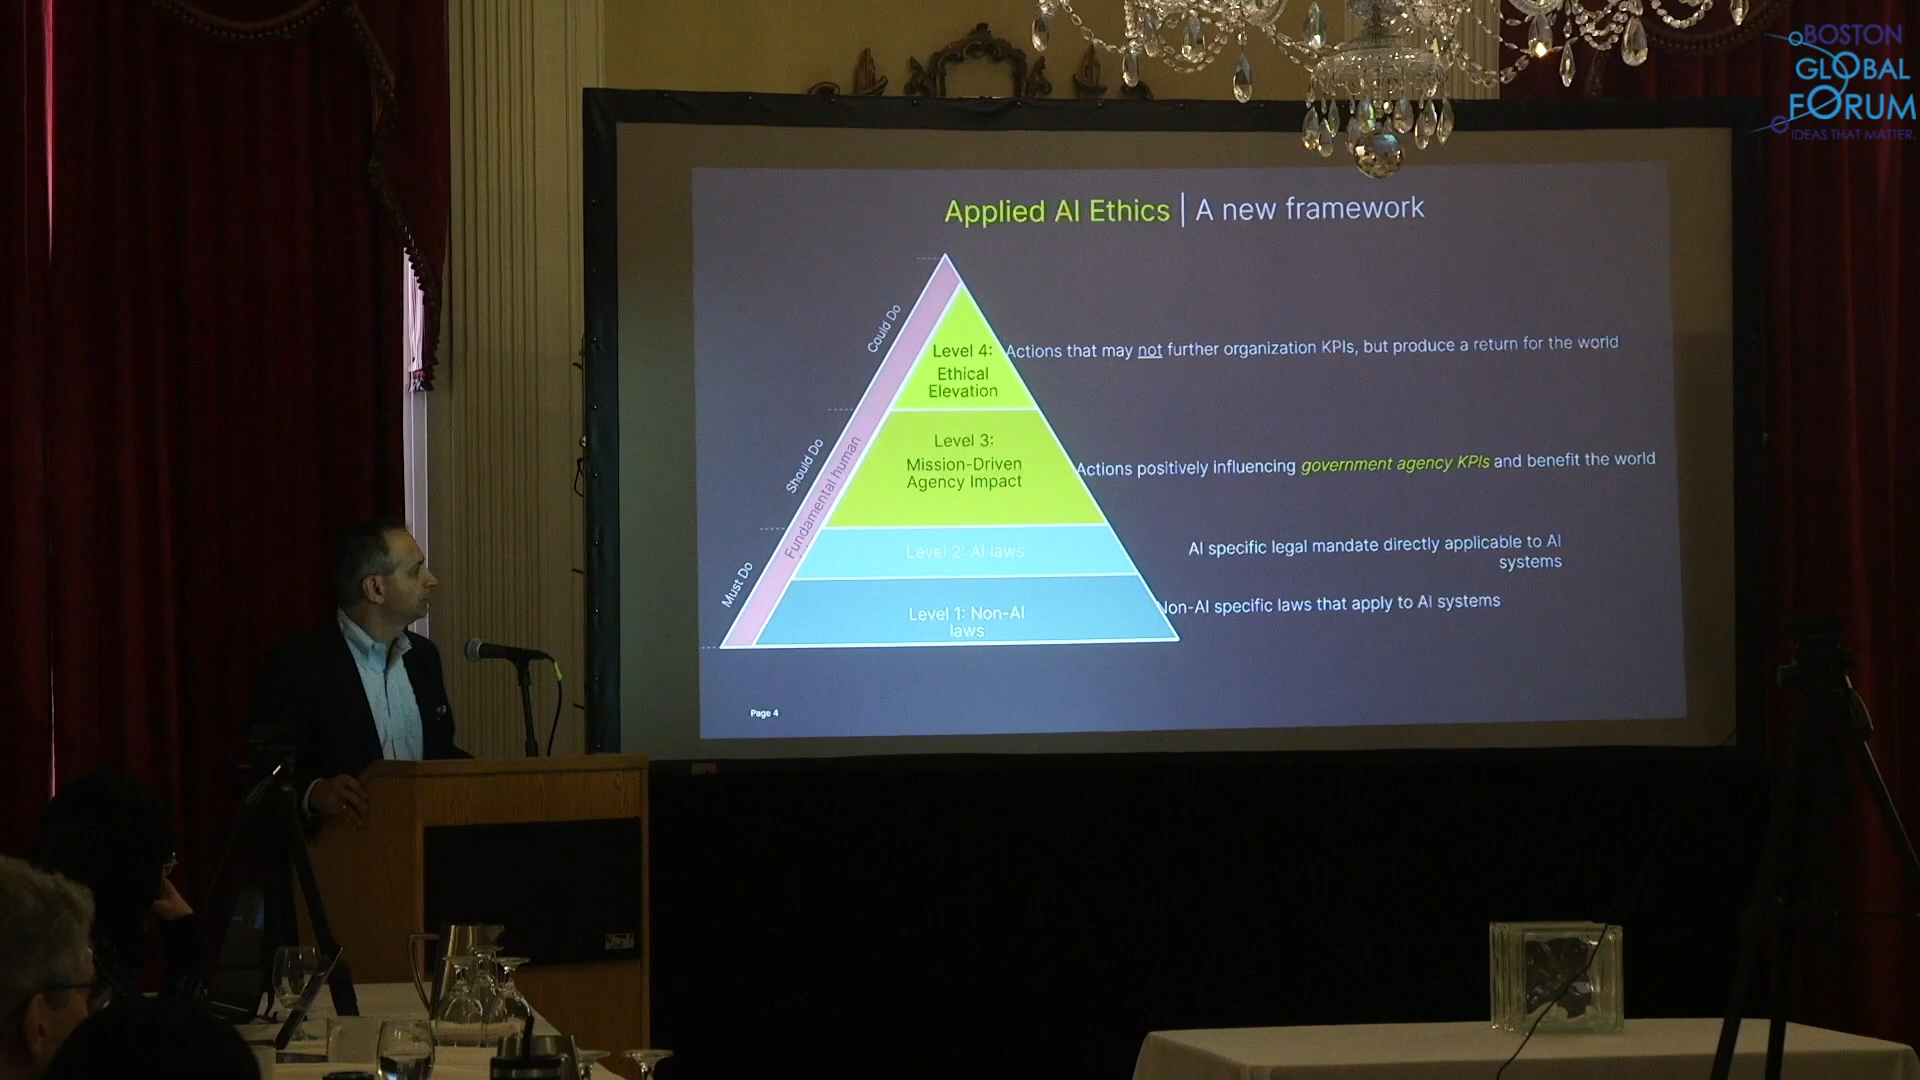 BOSTON
GLOBAL
FORUM
IDEAS THAT MATTER.
Applied AI Ethics | A new framework
Could Do
Should Do
Must Do
Fundamental human
Level 4:
Ethical
Elevation
Actions that may not further organization KPIs, but produce a return for the world
Level 3:
Mission-Driven
Agency Impact
Actions positively influencing government agency KPIs and benefit the world
Level 2: AI laws
AI specific legal mandate directly applicable to AI
systems
Level 1: Non-AI
laws
Non-AI specific laws that apply to AI systems
Page 4